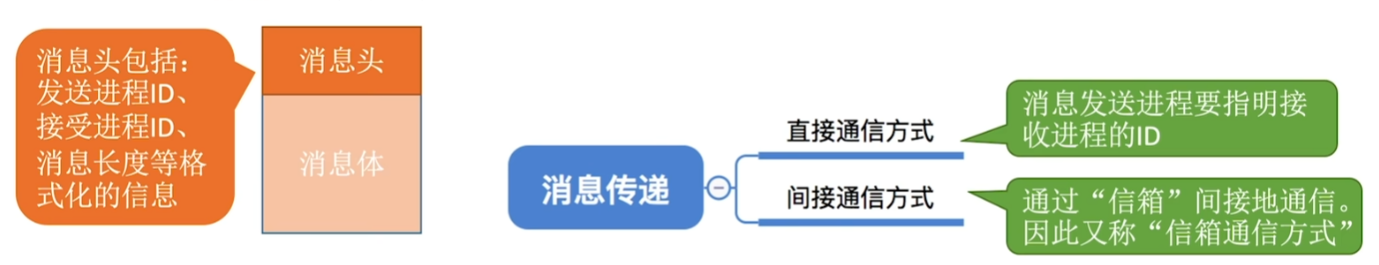 消息头包括：
发送进程ID、
接受进程ID、
消息长度等格
式化的信息
消息头
消息体
消息传递
直接通信方式
消息发送进程要指明接
收进程的ID
间接通信方式
通过“信箱”间接地通信。
因此又称“信箱通信方式”